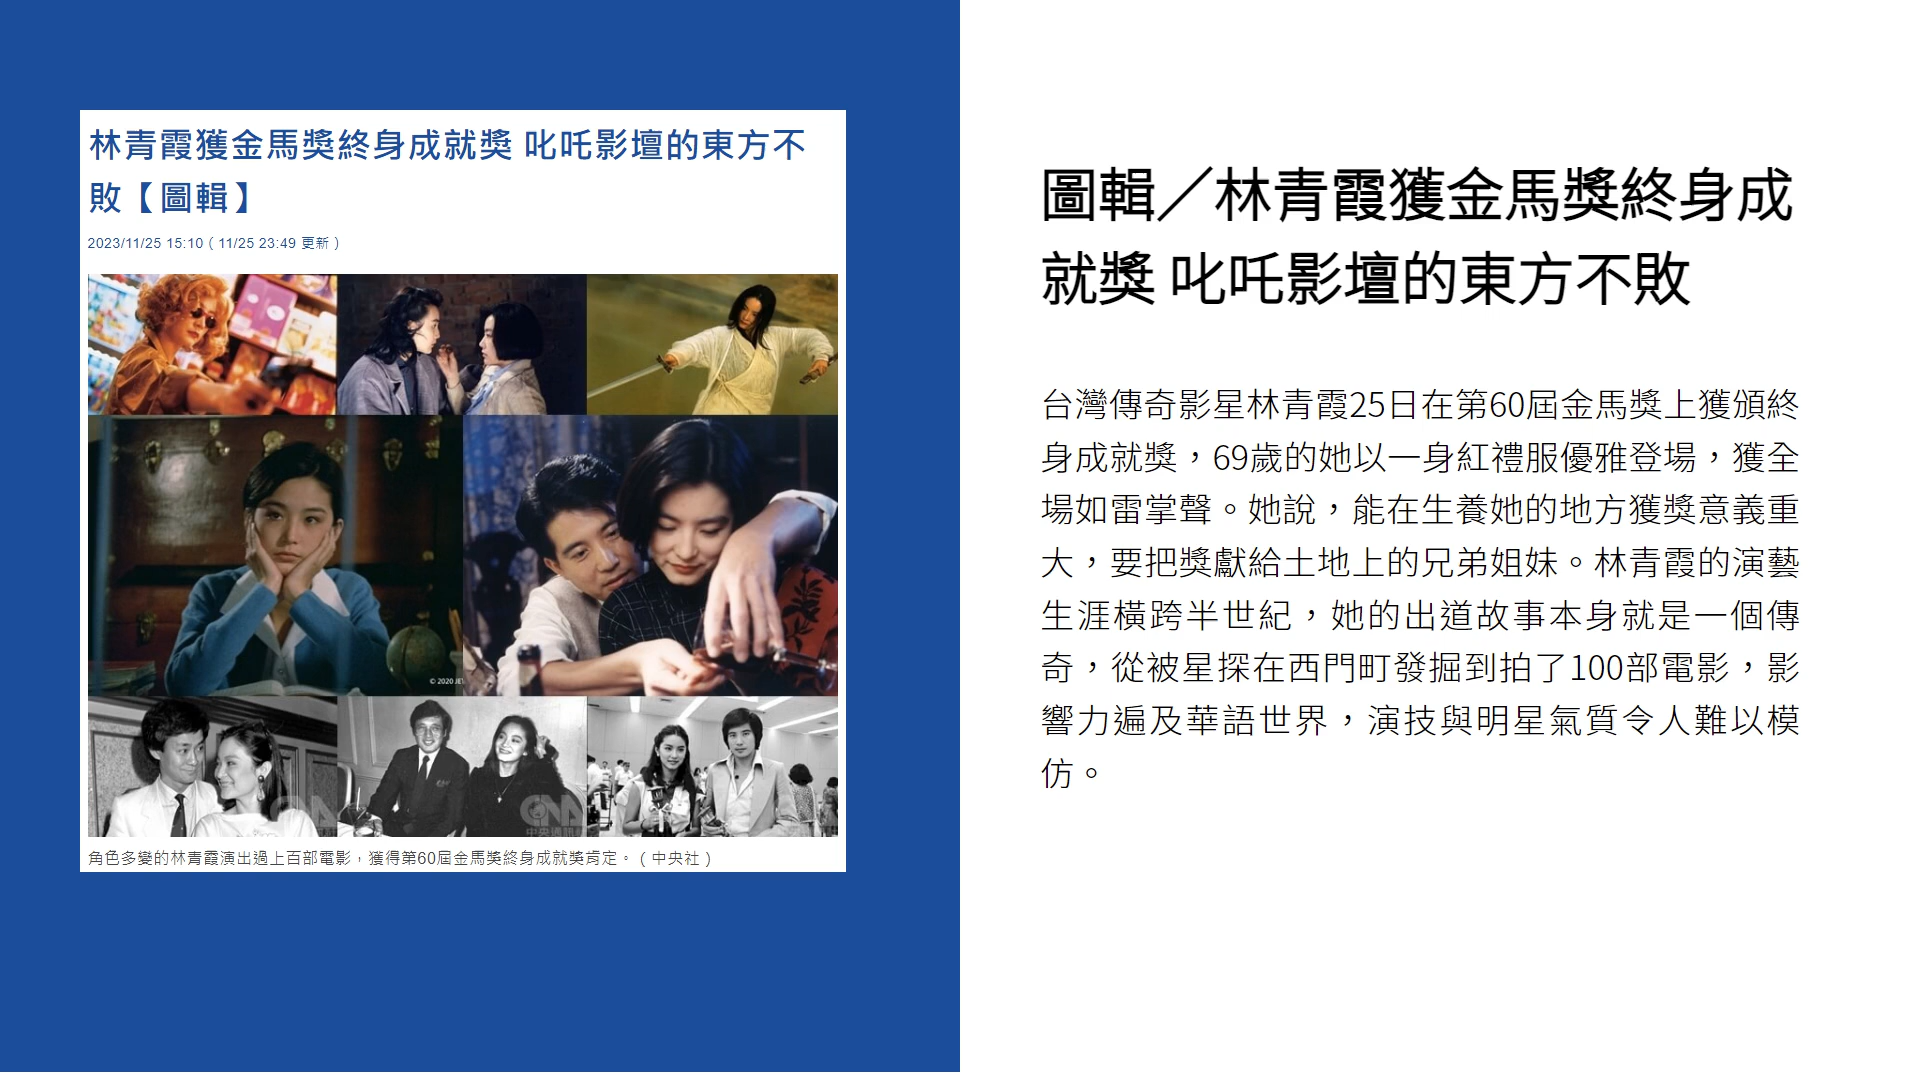 林青霞獲金馬獎終身成就獎 叱吒影壇的東方不
敗【圖輯】
2023/11/25 15:10（11/25 23:49 更新）
© 2020 JET
CNA
中央通訊社
角色多變的林青霞演出過上百部電影，獲得第60屆金馬獎終身成就獎肯定。（中央社）
圖輯／林青霞獲金馬獎終身成
就獎 叱吒影壇的東方不敗
台灣傳奇影星林青霞25日在第60屆金馬獎上獲頒終
身成就獎，69歲的她以一身紅禮服優雅登場，獲全
場如雷掌聲。她說，能在生養她的地方獲獎意義重
大，要把獎獻給土地上的兄弟姐妹。林青霞的演藝
生涯橫跨半世紀，她的出道故事本身就是一個傳
奇，從被星探在西門町發掘到拍了100部電影，影
響力遍及華語世界，演技與明星氣質令人難以模
仿。